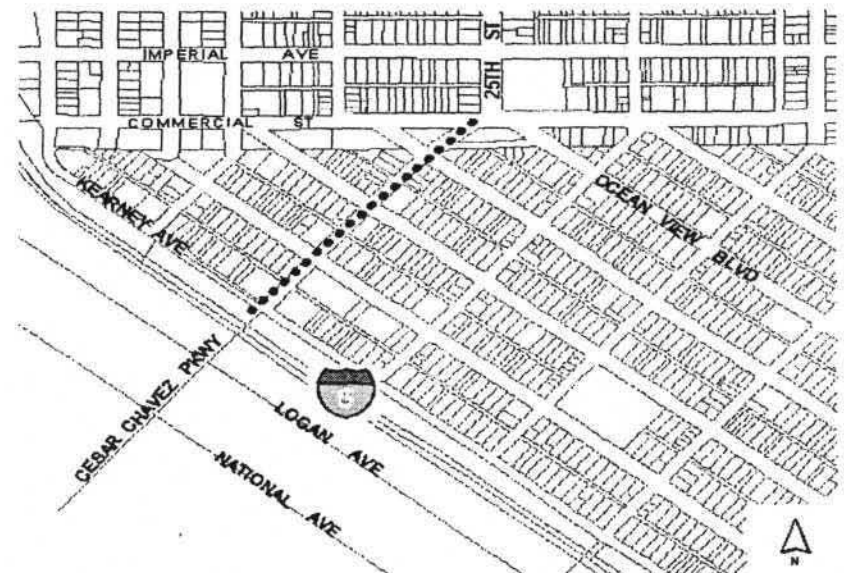 IMPERIAL AVE
25TH ST
COMMERCIAL ST
KEARNEY AVE
OCEAN VIEW BLVD
CESAR CHAVEZ PKWY
LOGAN AVE
NATIONAL AVE
N